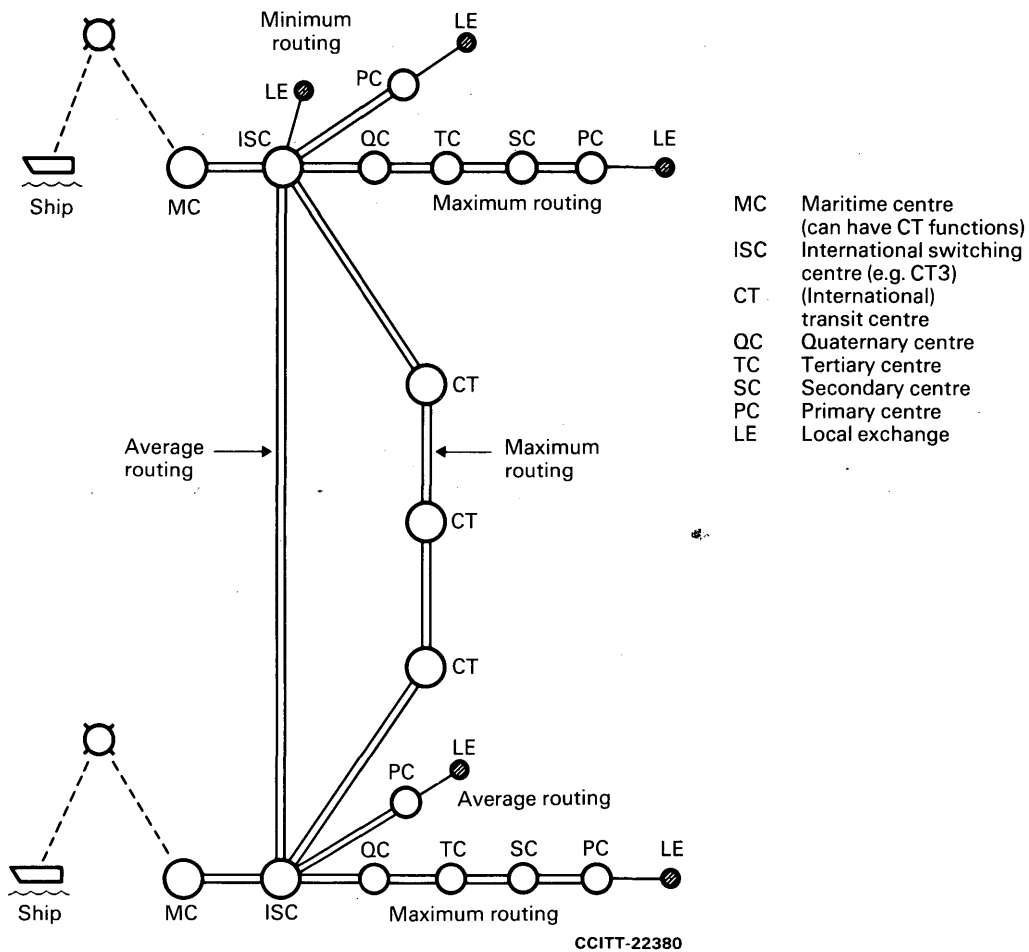 Minimum
routing
LE
PC
LE
ISC
QC
TC
SC
PC
LE
Ship
MC
Maximum routing
MC Maritime centre
(can have CT functions)
ISC International switching
centre (e.g. CT3)
CT (International)
transit centre
QC Quaternary centre
TC Tertiary centre
SC Secondary centre
PC Primary centre
LE Local exchange
CT
Average
routing
Maximum
routing
CT
CT
LE
PC
Average routing
QC
TC
SC
PC
LE
Ship
MC
ISC
Maximum routing
CCITT-22380